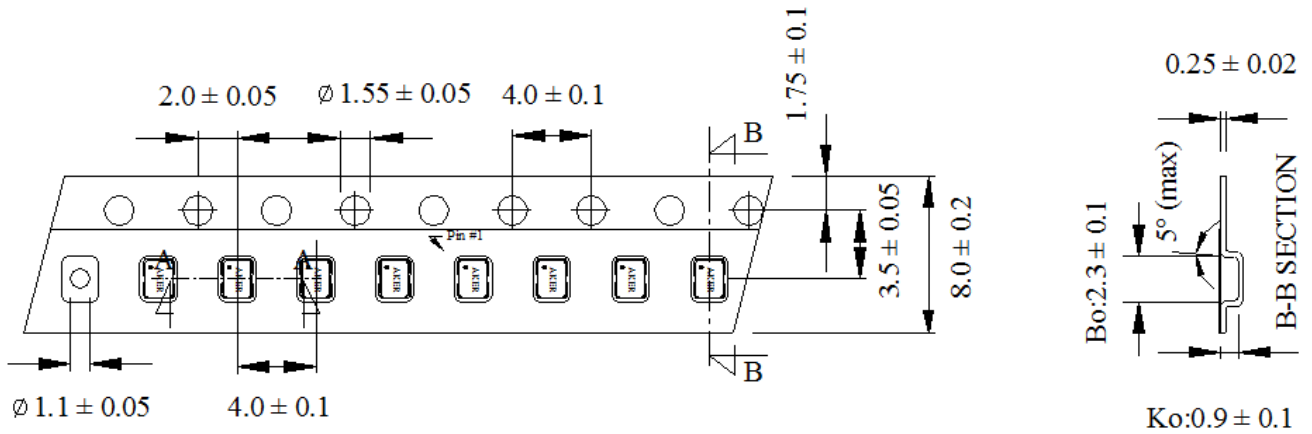 2.0 ± 0.05
Ø 1.55 ± 0.05
4.0 ± 0.1
1.75 ± 0.1
B
Pin #1
A
A
AKER
AKER
AKER
AKER
AKER
AKER
AKER
AKER
3.5 ± 0.05
8.0 ± 0.2
B
Ø 1.1 ± 0.05
4.0 ± 0.1
0.25 ± 0.02
5° (max)
Bo:2.3 ± 0.1
B-B SECTION
Ko:0.9 ± 0.1